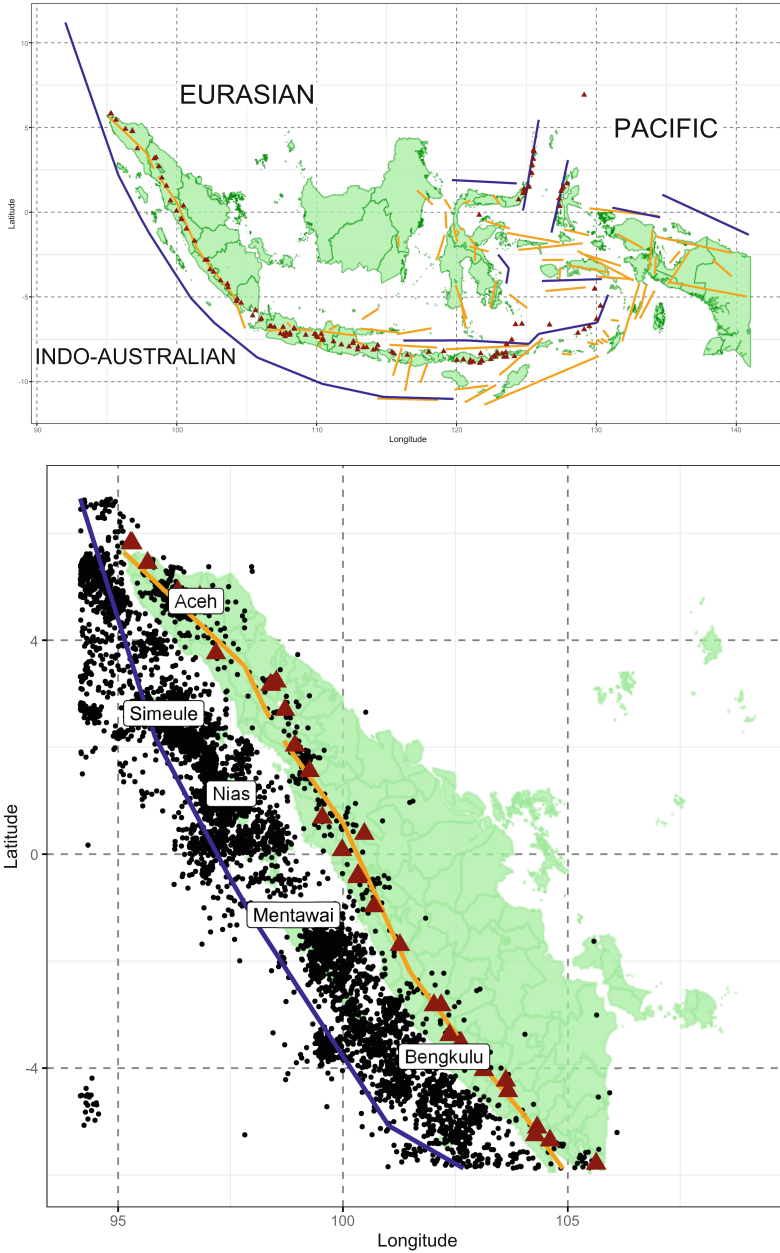 10
EURASIAN
PACIFIC
5
Latitude
0
-5
INDO-AUSTRALIAN
-10
90
100
110
120
130
140
Longitude
Aceh
4
Simeule
Nias
Latitude
0
Mentawai
Bengkulu
-4
95
100
105
Longitude